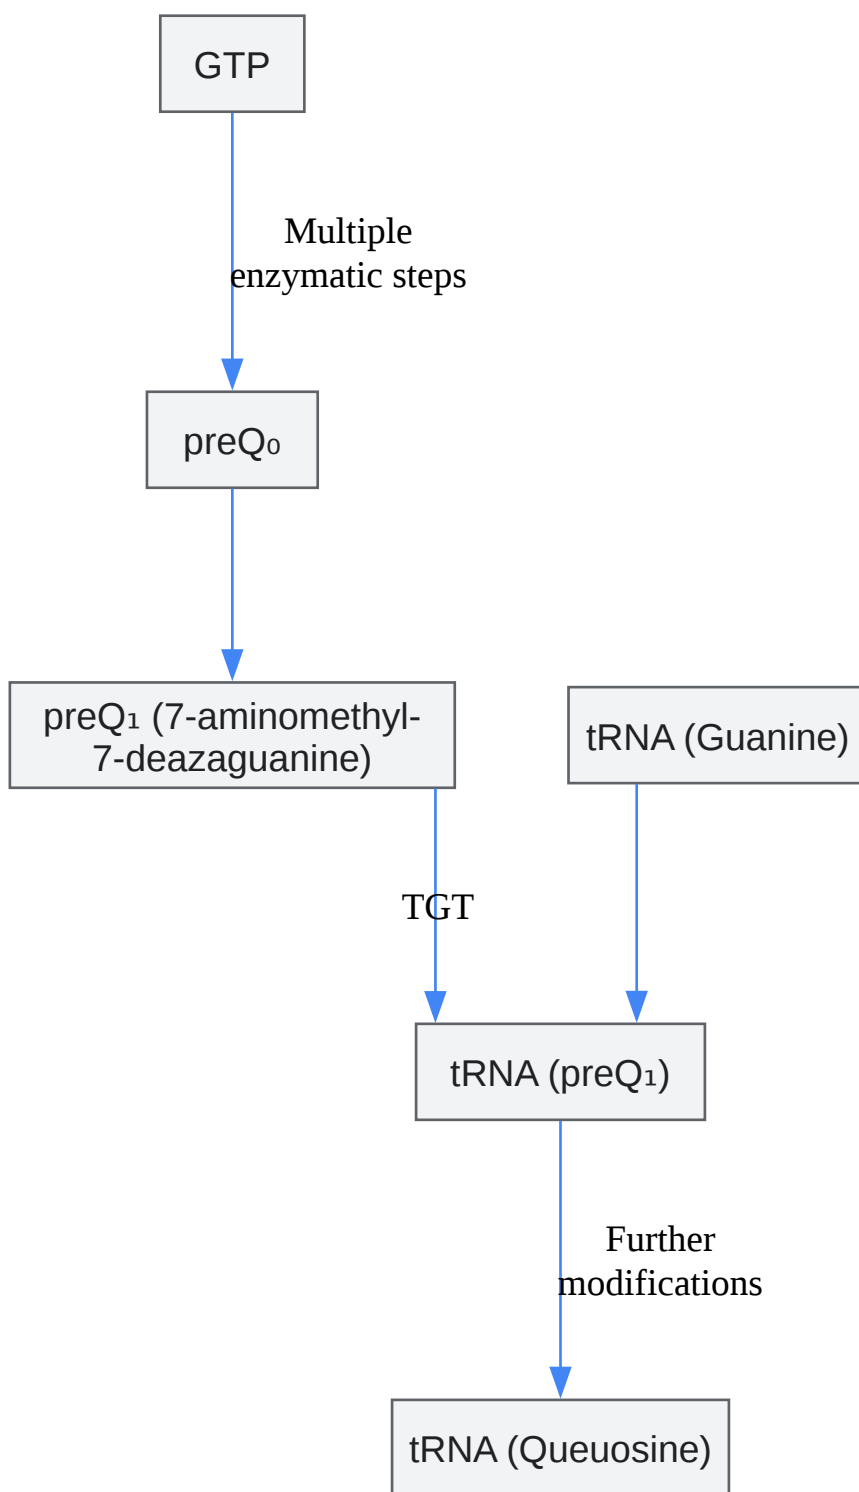 GTP
Multiple
enzymatic steps
preQ₀
preQ₁ (7-aminomethyl-
7-deazaguanine)
tRNA (Guanine)
TGT
tRNA (preQ₁)
Further
modifications
tRNA (Queuosine)